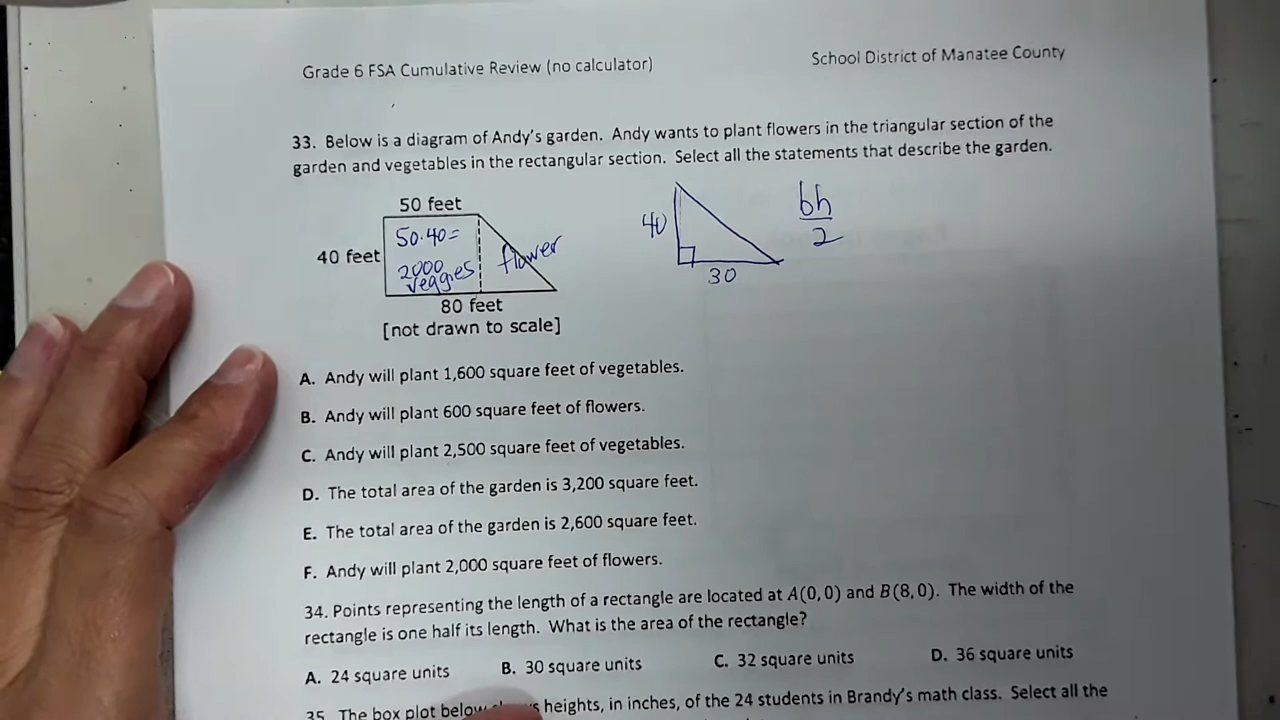 Grade 6 FSA Cumulative Review (no calculator)
School District of Manatee County
33. Below is a diagram of Andy's garden. Andy wants to plant flowers in the triangular section of the
garden and vegetables in the rectangular section. Select all the statements that describe the garden.
50 feet
40 feet
50·40=
2000
veggies
flower
80 feet
[not drawn to scale]
40
30
bh
2
A. Andy will plant 1,600 square feet of vegetables.
B. Andy will plant 600 square feet of flowers.
C. Andy will plant 2,500 square feet of vegetables.
D. The total area of the garden is 3,200 square feet.
E. The total area of the garden is 2,600 square feet.
F. Andy will plant 2,000 square feet of flowers.
34. Points representing the length of a rectangle are located at A(0,0) and B(8,0). The width of the
rectangle is one half its length. What is the area of the rectangle?
A. 24 square units
B. 30 square units
C. 32 square units
D. 36 square units
35. The box plot below heights, in inches, of the 24 students in Brandy's math class. Select all the